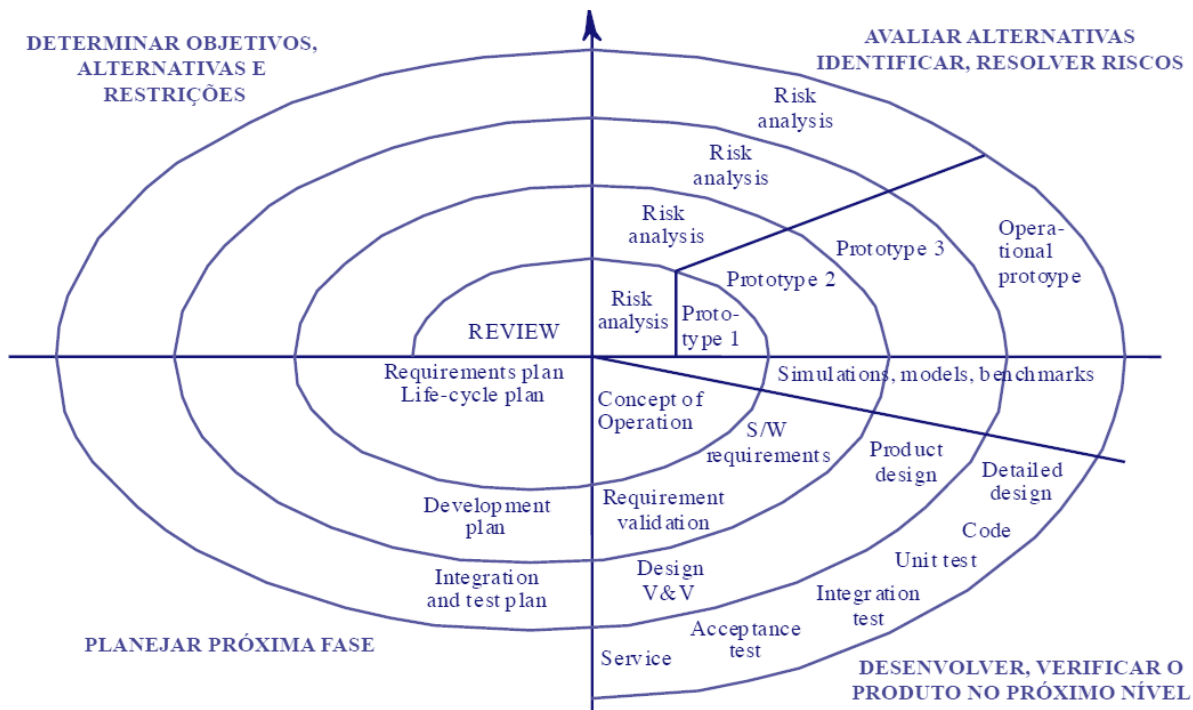 DETERMINAR OBJETIVOS,
ALTERNATIVAS E
RESTRIÇÕES
AVALIAR ALTERNATIVAS
IDENTIFICAR, RESOLVER RISCOS
Risk
analysis
Risk
analysis
Risk
analysis
Risk
analysis
Proto-
type 1
Prototype 2
Prototype 3
Opera-
tional
protoype
REVIEW
Requirements plan
Life-cycle plan
Development
plan
Integration
and test plan
PLANEJAR PRÓXIMA FASE
Simulations, models, benchmarks
Concept of
Operation
S/W
requirements
Requirement
validation
Product
design
Design
V&V
Detailed
design
Code
Unit test
Integration
test
Acceptance
test
Service
DESENVOLVER, VERIFICAR O
PRODUTO NO PRÓXIMO NÍVEL